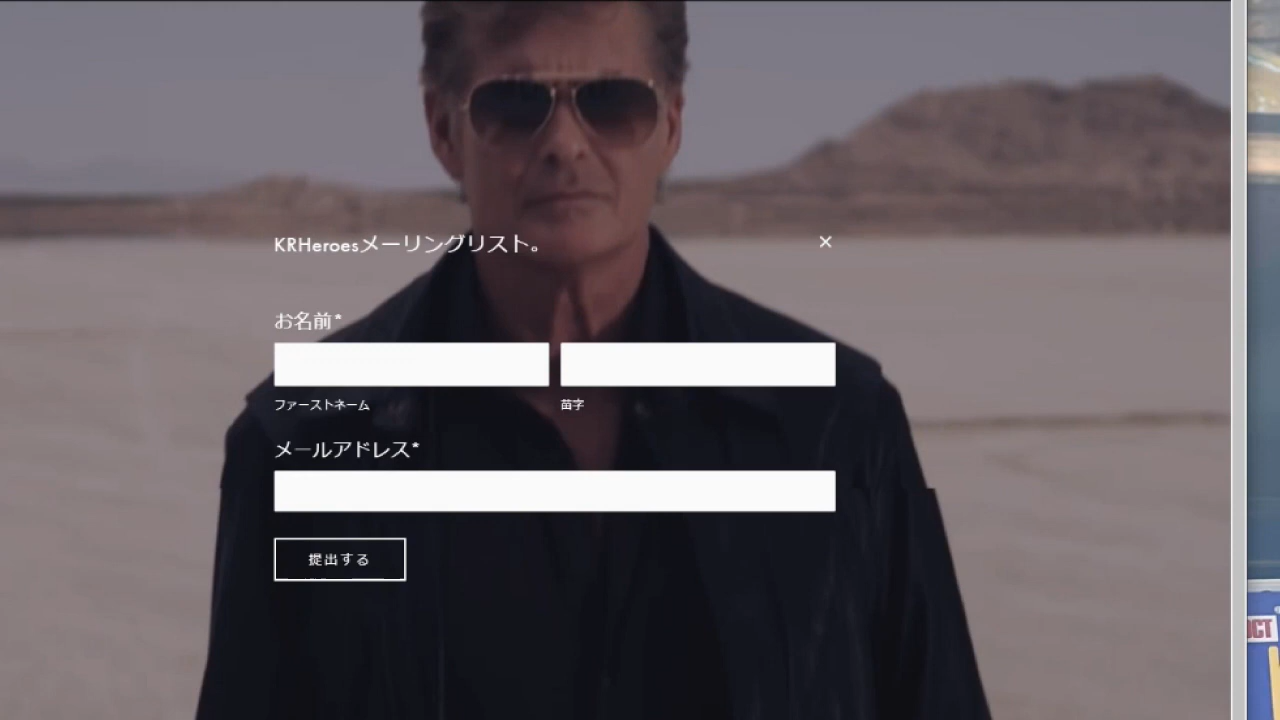 KRHeroesメーリングリスト。
×
お名前*
ファーストネーム
苗字
メールアドレス*
提出する